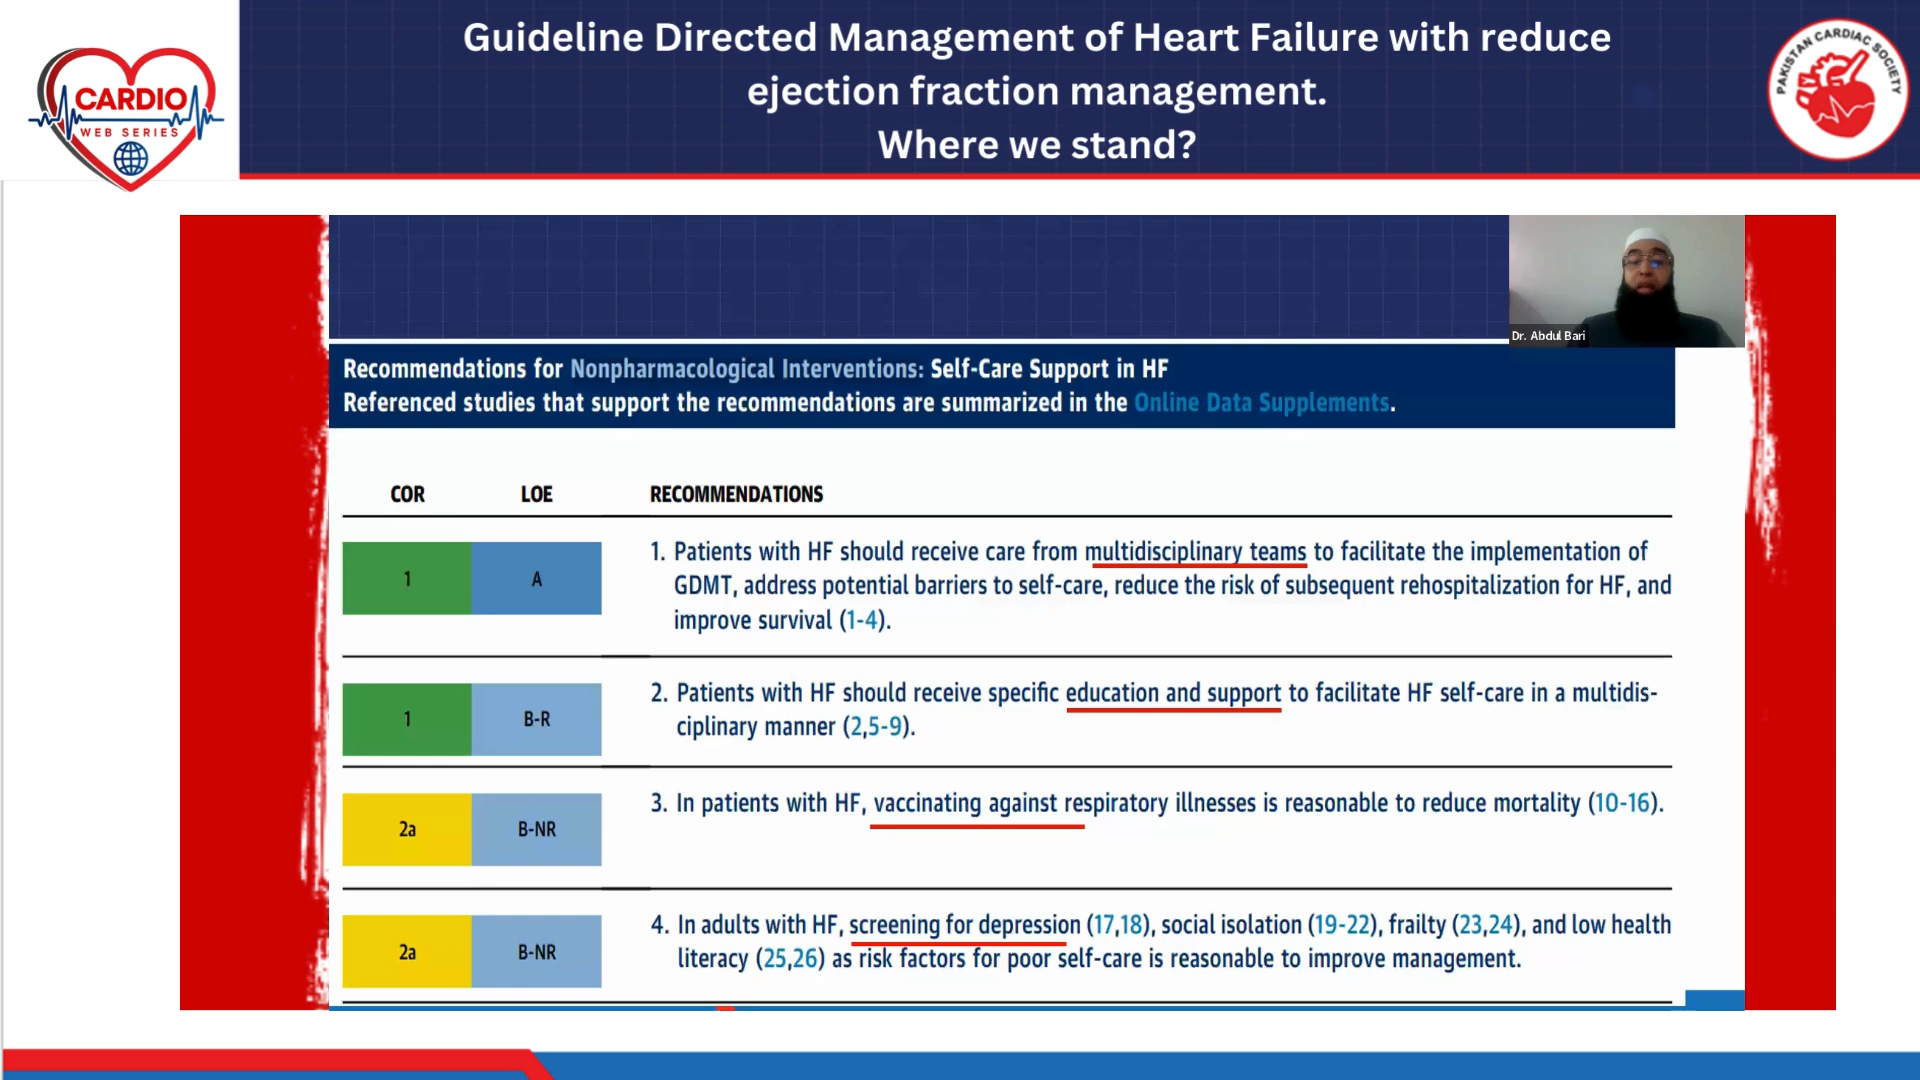 Guideline Directed Management of Heart Failure with reduce
ejection fraction management.
Where we stand?
CARDIO
WEB SERIES
PAKISTAN CARDIAC SOCIETY
Dr. Abdul Bari
Recommendations for Nonpharmacological Interventions: Self-Care Support in HF
Referenced studies that support the recommendations are summarized in the Online Data Supplements.
COR LOE RECOMMENDATIONS
1 A
1. Patients with HF should receive care from multidisciplinary teams to facilitate the implementation of
GDMT, address potential barriers to self-care, reduce the risk of subsequent rehospitalization for HF, and
improve survival (1-4).
1 B-R
2. Patients with HF should receive specific education and support to facilitate HF self-care in a multidis-
ciplinary manner (2,5-9).
2a B-NR
3. In patients with HF, vaccinating against respiratory illnesses is reasonable to reduce mortality (10-16).
2a B-NR
4. In adults with HF, screening for depression (17,18), social isolation (19-22), frailty (23,24), and low health
literacy (25,26) as risk factors for poor self-care is reasonable to improve management.